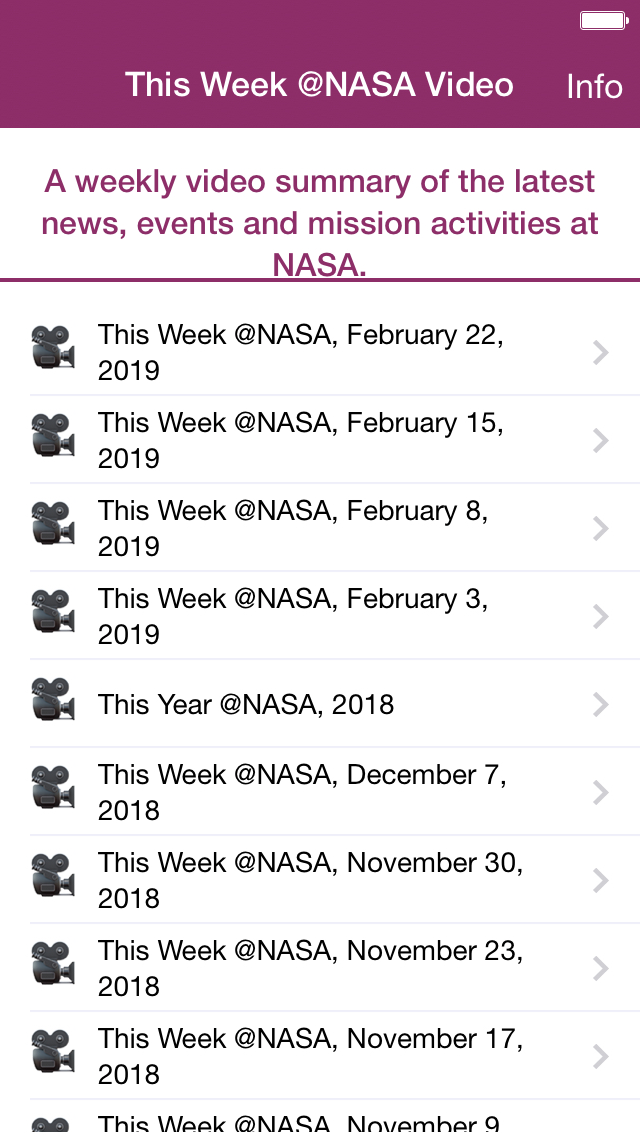 This Week @NASA Video
Info
A weekly video summary of the latest
news, events and mission activities at
NASA.
This Week @NASA, February 22,
2019
This Week @NASA, February 15,
2019
This Week @NASA, February 8,
2019
This Week @NASA, February 3,
2019
This Year @NASA, 2018
This Week @NASA, December 7,
2018
This Week @NASA, November 30,
2018
This Week @NASA, November 23,
2018
This Week @NASA, November 17,
2018
This Week @NASA, November 9,